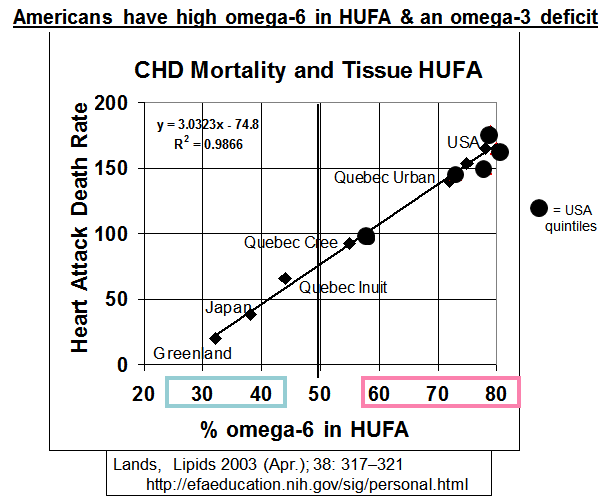 Americans have high omega-6 in HUFA & an omega-3 deficit
CHD Mortality and Tissue HUFA
Heart Attack Death Rate
200
150
100
50
0
y = 3.0323x - 74.8
R² = 0.9866
USA
Quebec Urban
Quebec Cree
Quebec Inuit
Japan
Greenland
= USA
quintiles
20 30 40 50 60 70 80
% omega-6 in HUFA
Lands, Lipids 2003 (Apr.); 38: 317–321
http://efaeducation.nih.gov/sig/personal.html